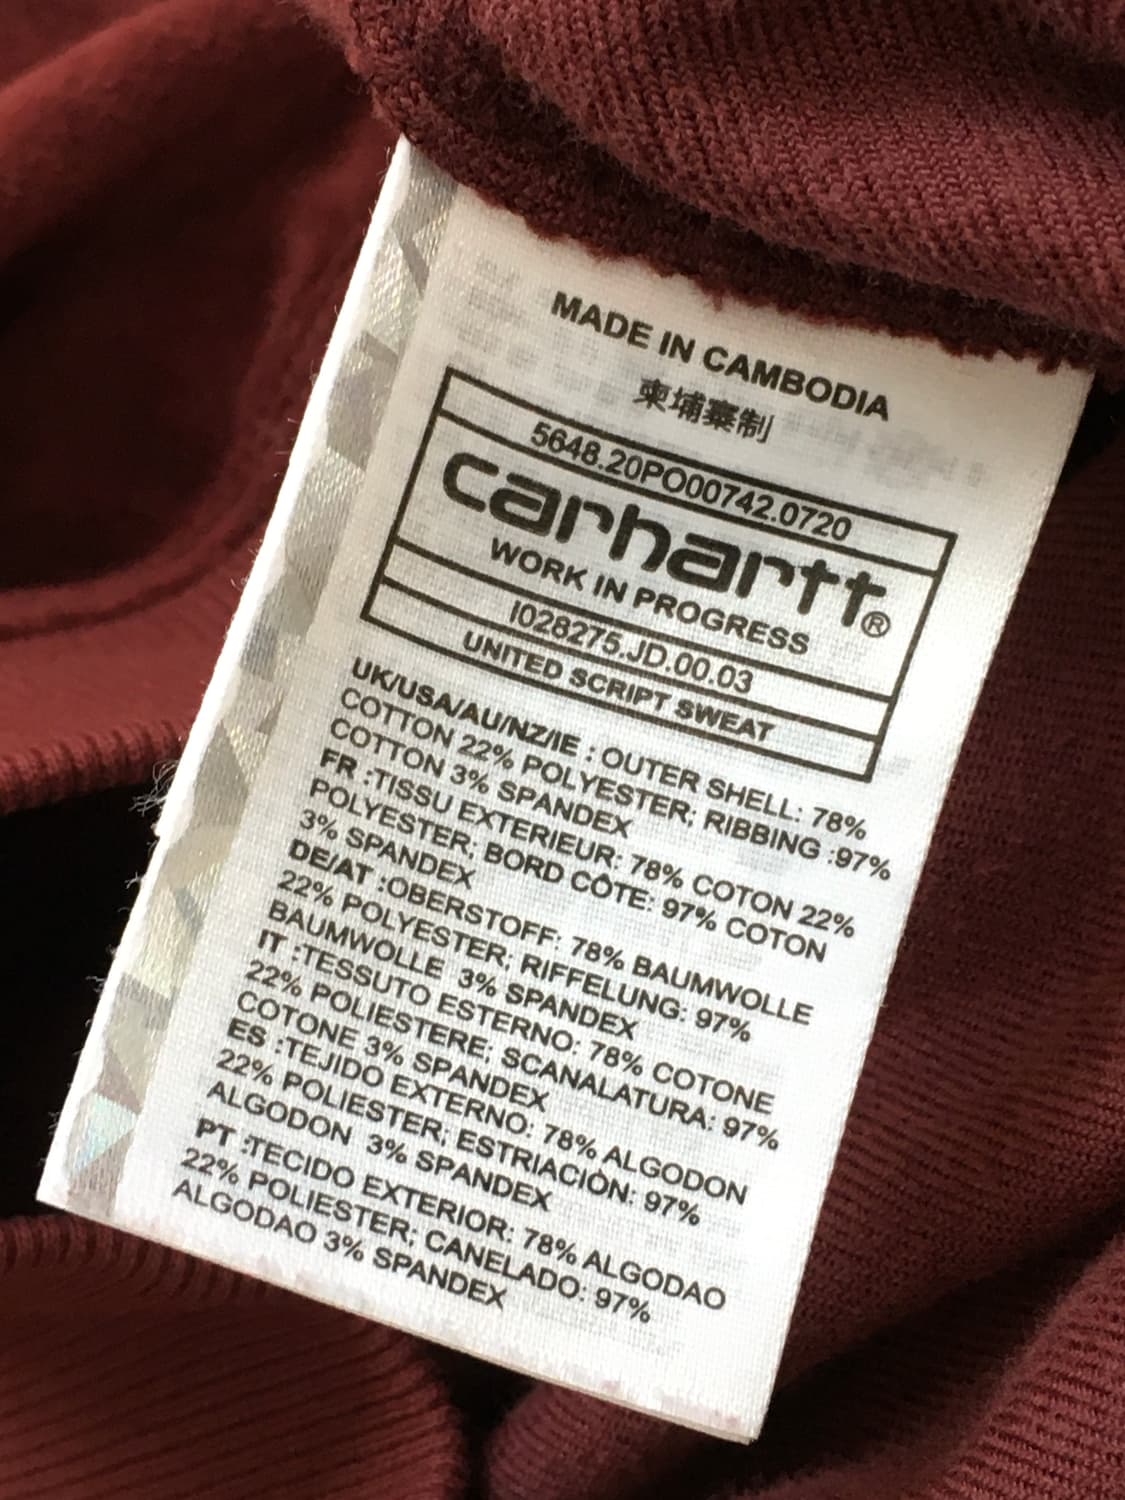 MADE IN CAMBODIA
柬埔寨制
5648.20PO00742.0720
carhartt®
WORK IN PROGRESS
I028275.JD.00.03
UNITED SCRIPT SWEAT
UK/USA/AU/NZ/IE : OUTER SHELL: 78%
COTTON 22% POLYESTER; RIBBING :97%
COTTON 3% SPANDEX
FR :TISSU EXTERIEUR: 78% COTON 22%
POLYESTER; BORD CÔTE: 97% COTON
3% SPANDEX
DE/AT :OBERSTOFF: 78% BAUMWOLLE
22% POLYESTER; RIFFELUNG: 97%
BAUMWOLLE 3% SPANDEX
IT :TESSUTO ESTERNO: 78% COTONE
22% POLIESTERE; SCANALATURA: 97%
COTONE 3% SPANDEX
ES :TEJIDO EXTERNO: 78% ALGODON
22% POLIESTER; ESTRIACIÓN: 97%
ALGODON 3% SPANDEX
PT :TECIDO EXTERIOR: 78% ALGODAO
22% POLIESTER; CANELADO: 97%
ALGODAO 3% SPANDEX